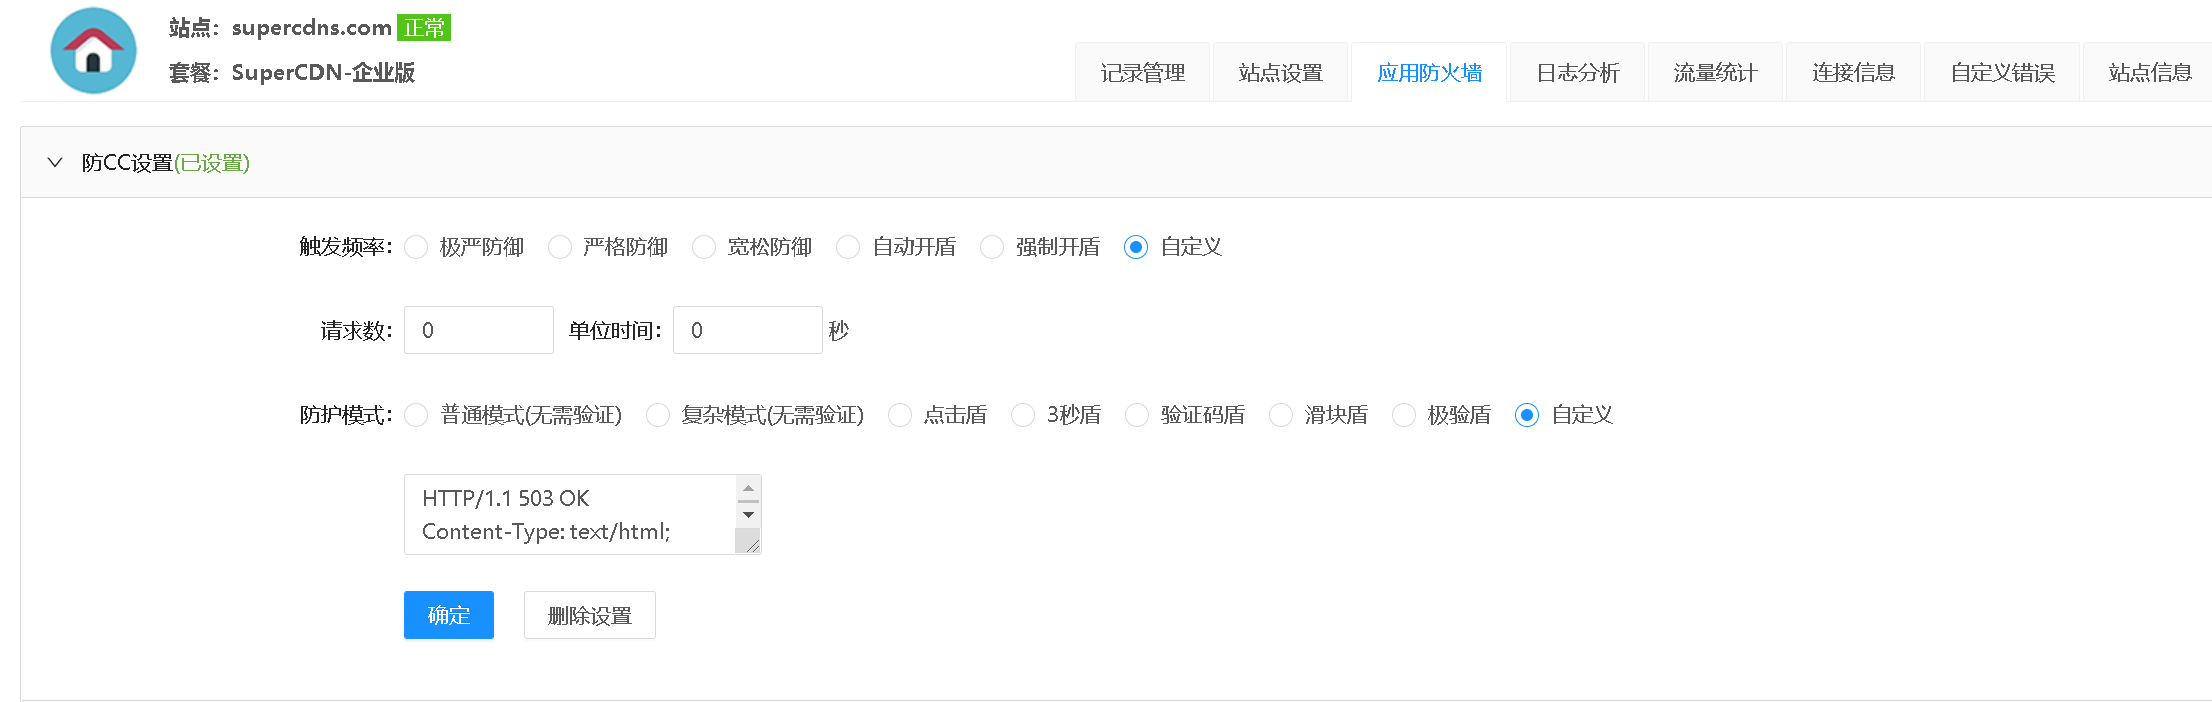 站点：supercdns.com 正常
套餐：SuperCDN-企业版
记录管理 站点设置 应用防火墙 日志分析 流量统计 连接信息 自定义错误 站点信息
防CC设置(已设置)
触发频率: 极严防御 严格防御 宽松防御 自动开盾 强制开盾 自定义
请求数: 0 单位时间: 0 秒
防护模式: 普通模式(无需验证) 复杂模式(无需验证) 点击盾 3秒盾 验证码盾 滑块盾 极验盾 自定义
HTTP/1.1 503 OK
Content-Type: text/html;
确定 删除设置